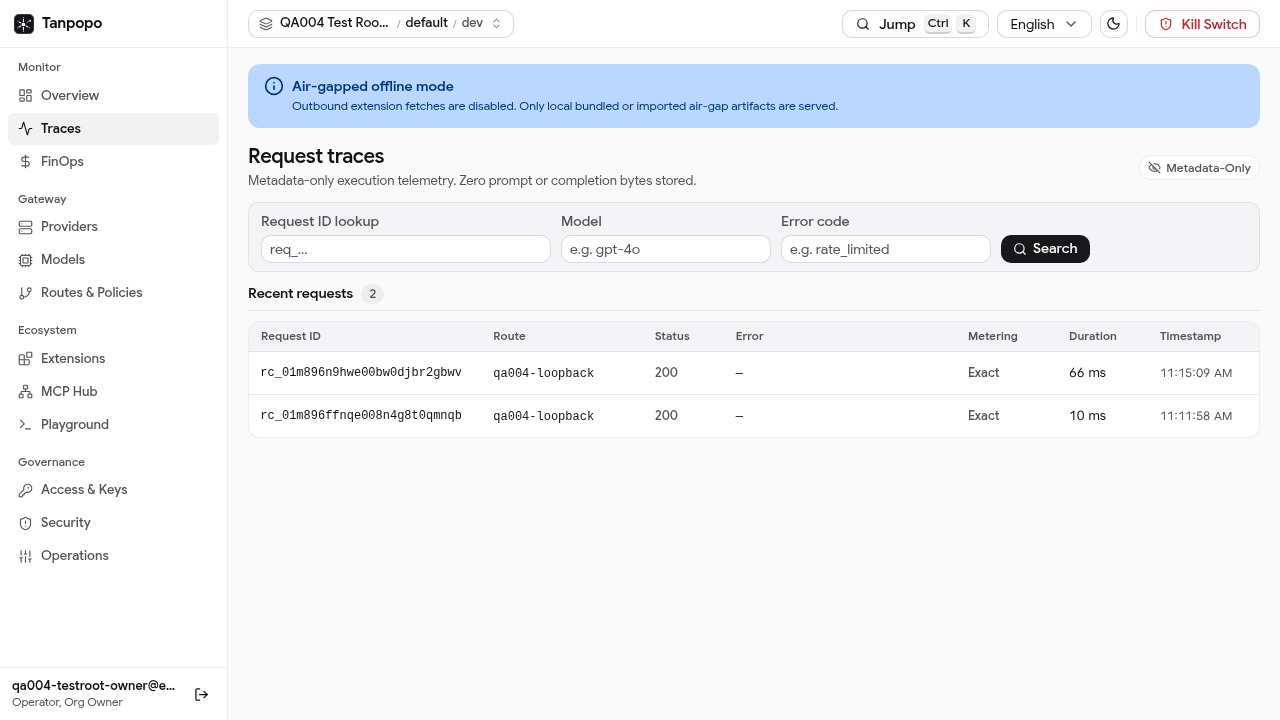 Tanpopo
QA004 Test Roo... / default / dev
Jump Ctrl K
English
Kill Switch
Monitor
Overview
Traces
FinOps
Gateway
Providers
Models
Routes & Policies
Ecosystem
Extensions
MCP Hub
Playground
Governance
Access & Keys
Security
Operations
qa004-testroot-owner@e...
Operator, Org Owner
Air-gapped offline mode
Outbound extension fetches are disabled. Only local bundled or imported air-gap artifacts are served.
Request traces
Metadata-only execution telemetry. Zero prompt or completion bytes stored.
Metadata-Only
Request ID lookup Model Error code
req_... e.g. gpt-4o e.g. rate_limited Search
Recent requests 2
Request ID Route Status Error Metering Duration Timestamp
rc_01m896n9hwe00bw0djbr2gbwv qa004-loopback 200 — Exact 66 ms 11:15:09 AM
rc_01m896ffnqe008n4g8t0qmnqb qa004-loopback 200 — Exact 10 ms 11:11:58 AM